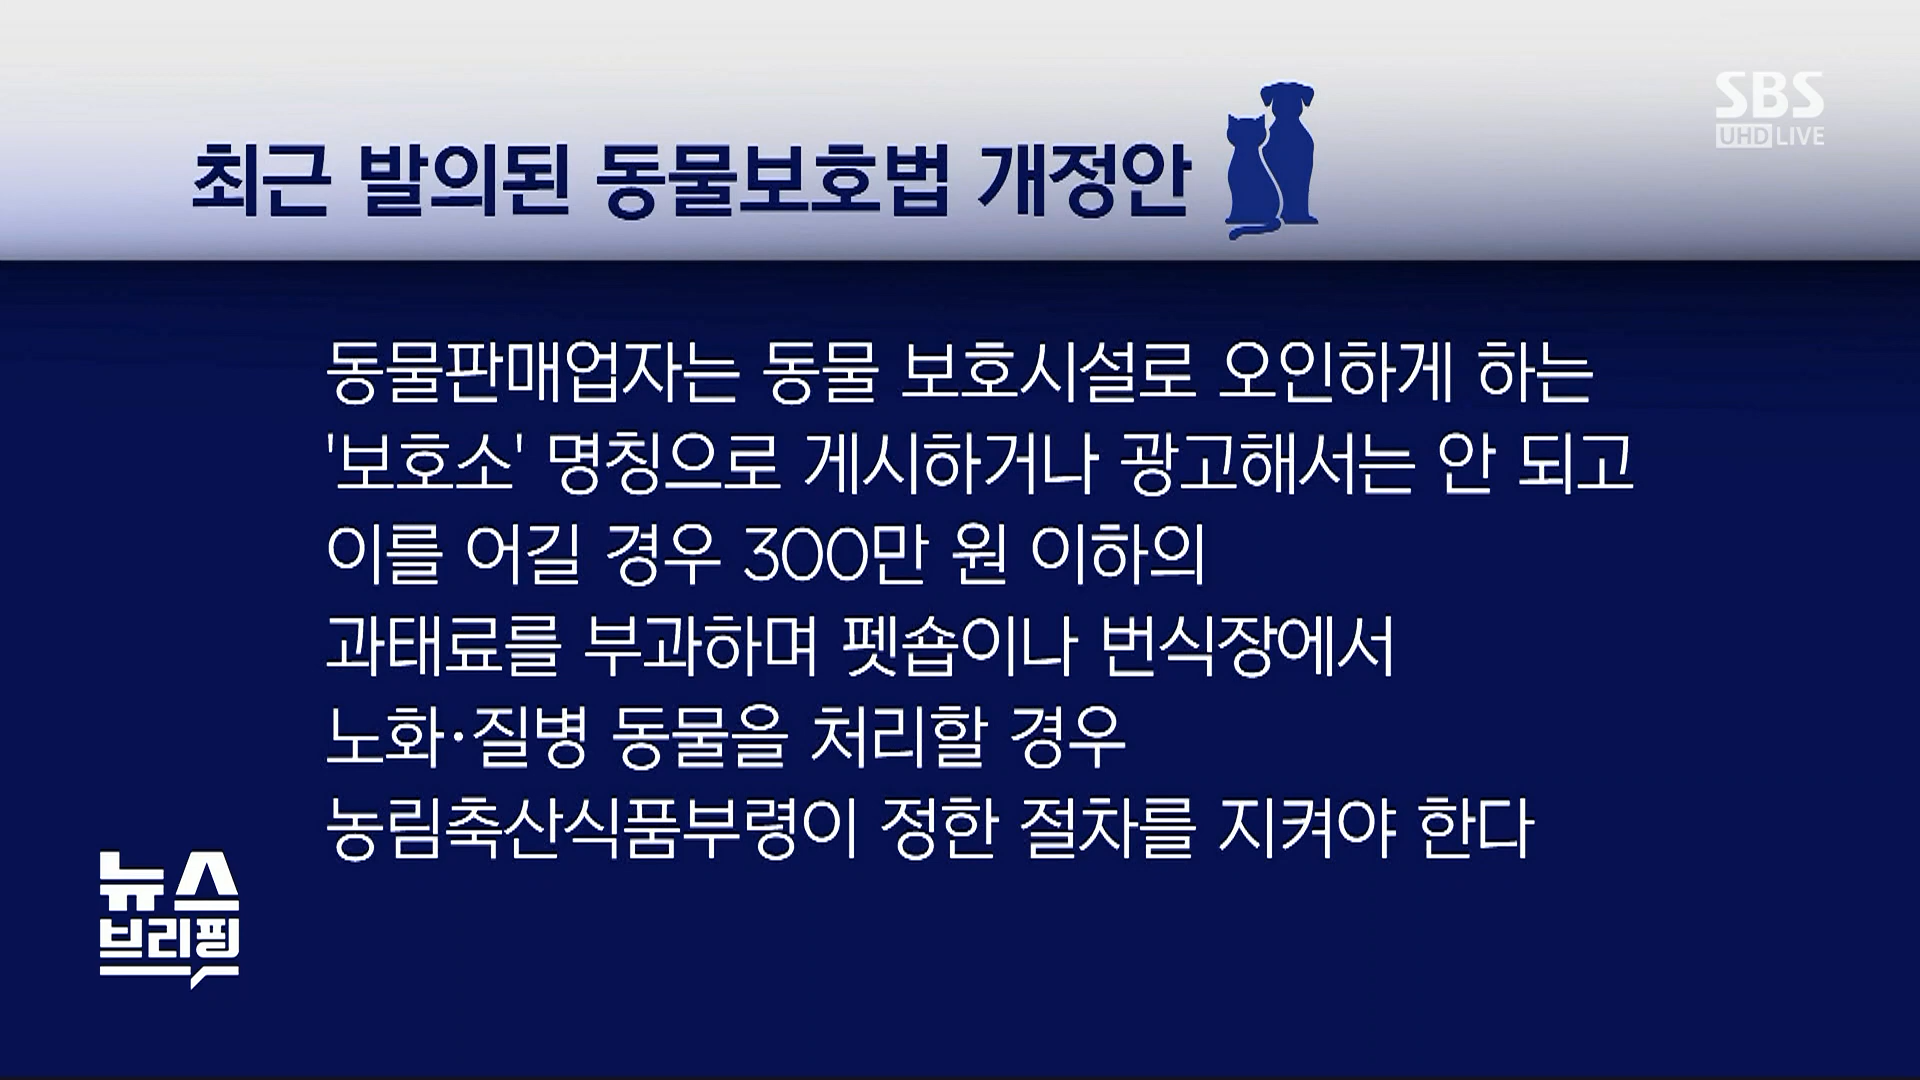 최근 발의된 동물보호법 개정안
SBS
UHD LIVE
동물판매업자는 동물 보호시설로 오인하게 하는
'보호소' 명칭으로 게시하거나 광고해서는 안 되고
이를 어길 경우 300만 원 이하의
과태료를 부과하며 펫숍이나 번식장에서
노화·질병 동물을 처리할 경우
농림축산식품부령이 정한 절차를 지켜야 한다
뉴스
브리핑